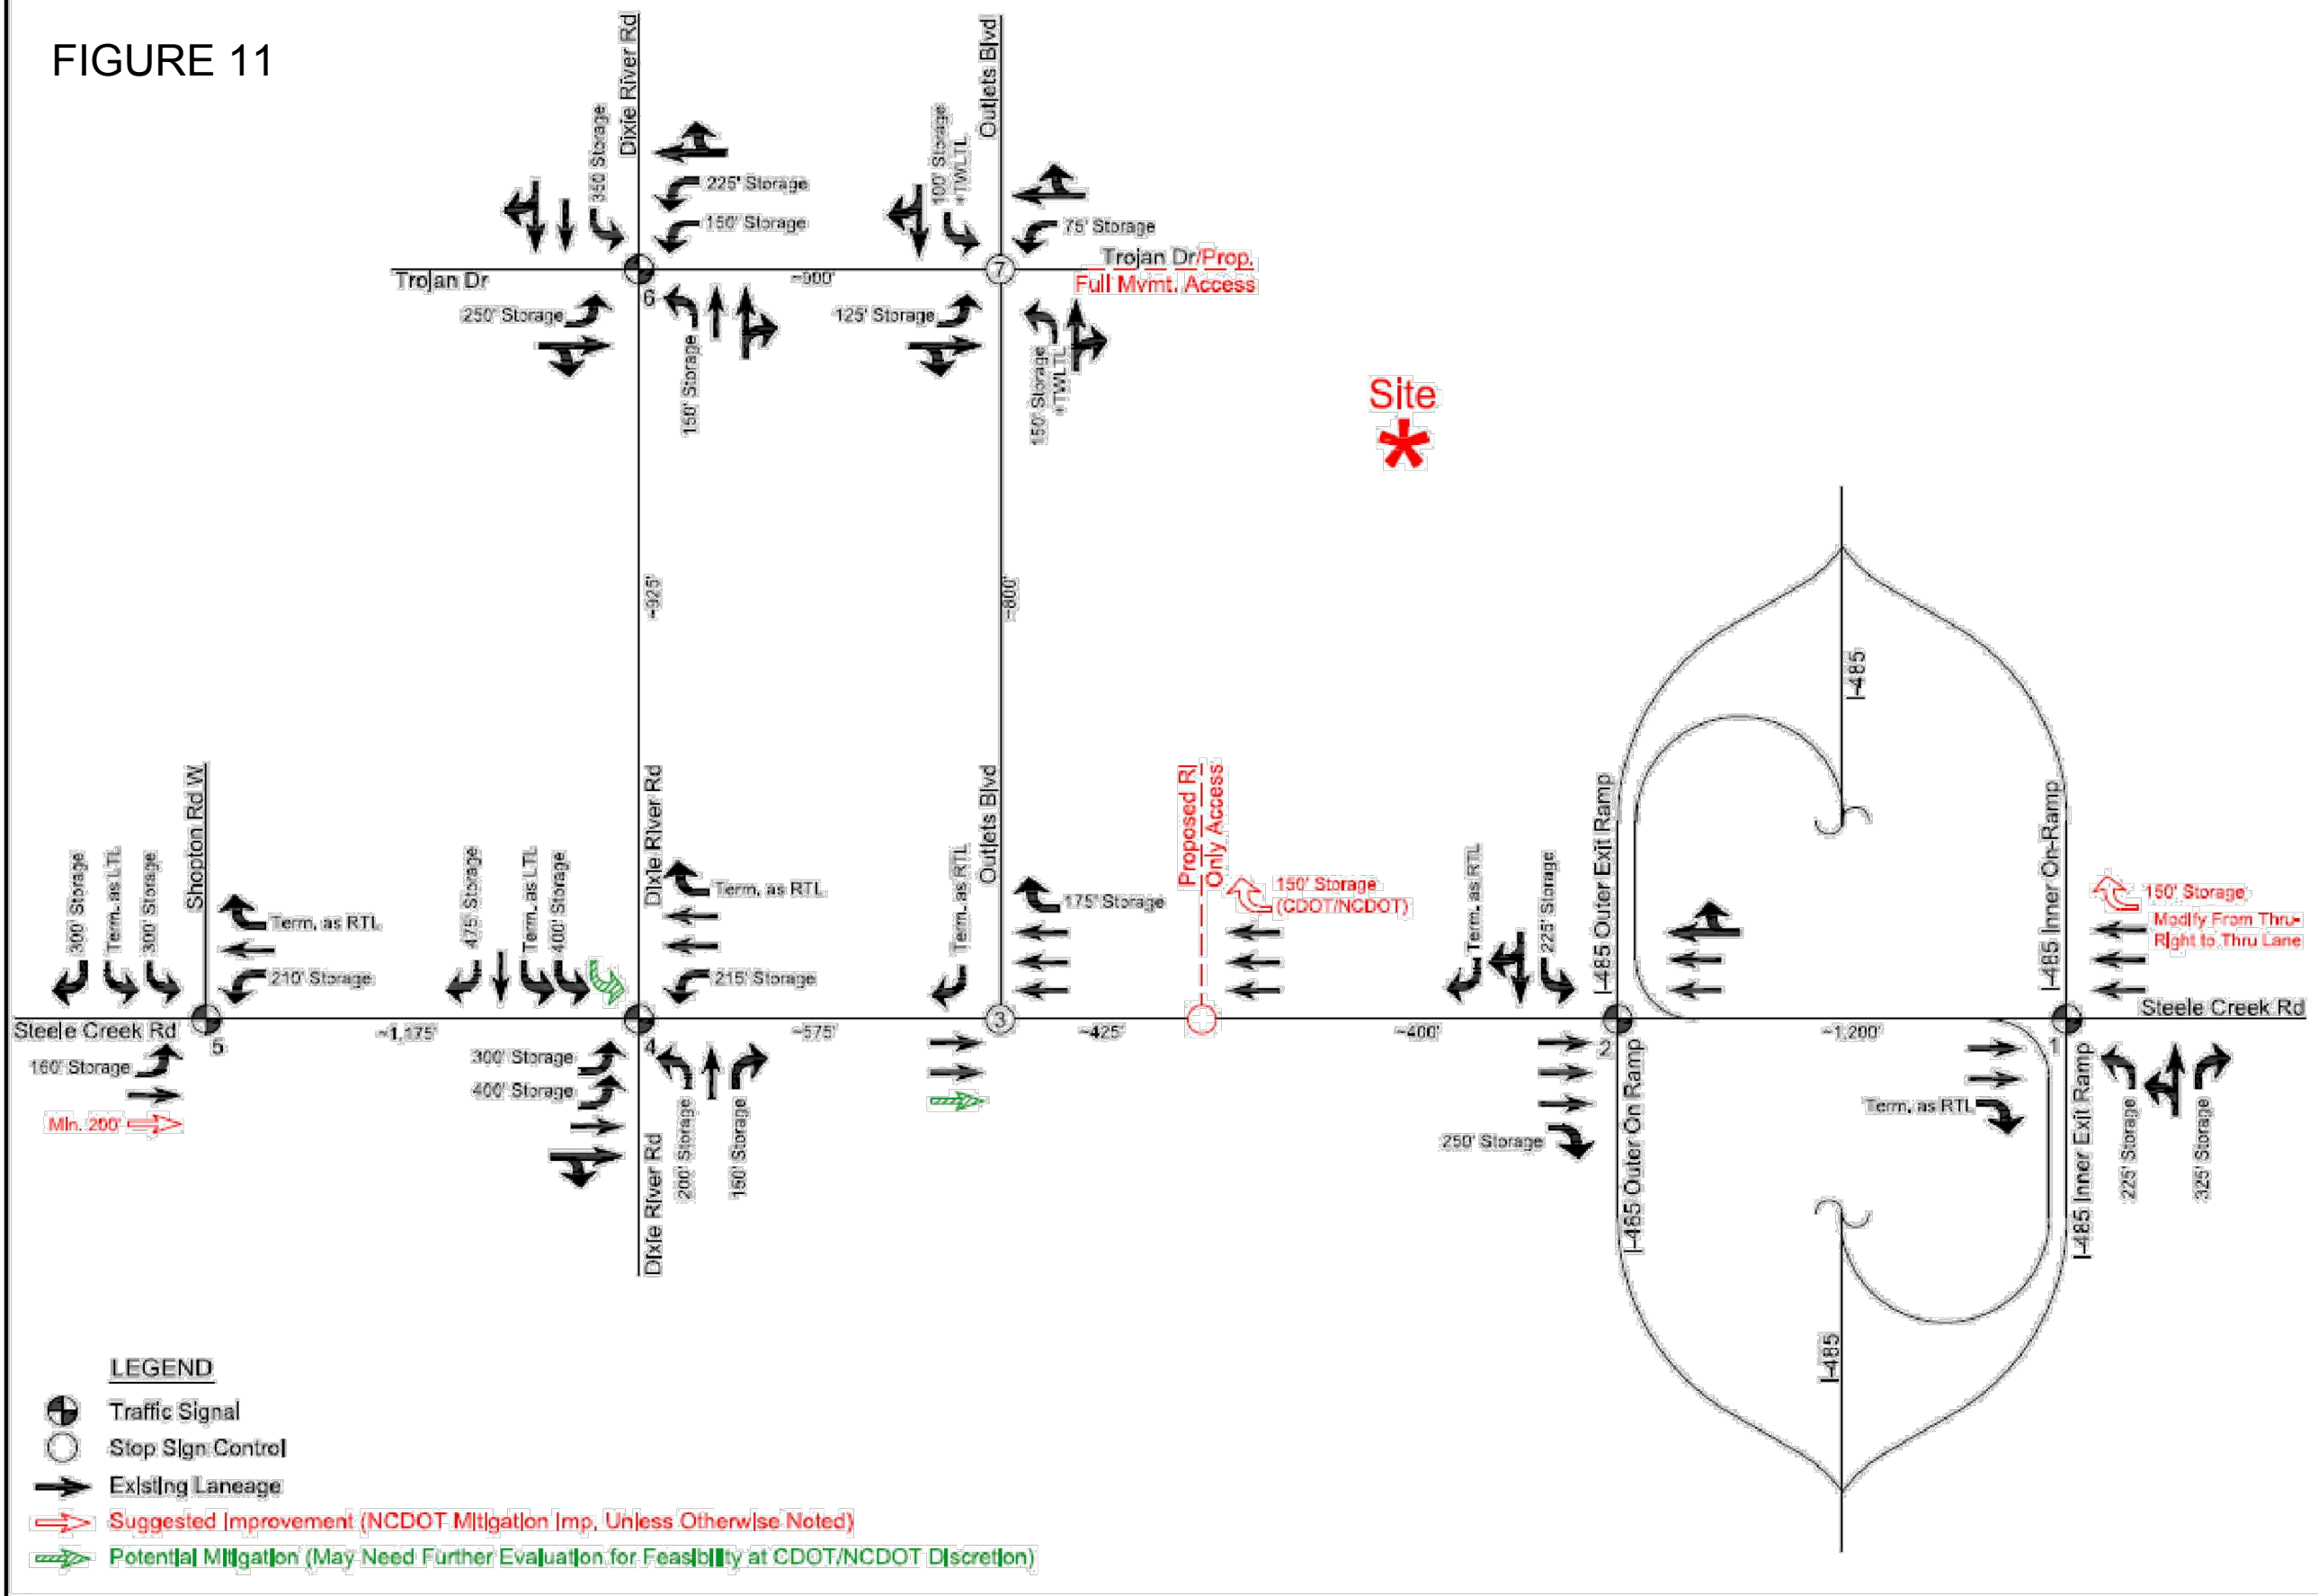 FIGURE 11
Dixie River Rd
Outlets Blvd
350 Storage
225' Storage
150' Storage
100' Storage
+TWLTL
75' Storage
Trojan Dr
6
~900'
7
Trojan Dr/Prop.
Full Mvmt. Access
250' Storage
150' Storage
125' Storage
150' Storage
+TWLTL
Site
*
~925'
~800'
I-485
Shopton Rd W
300' Storage
Term. as LTL
300' Storage
Term. as RTL
210' Storage
Dixie River Rd
475' Storage
Term. as LTL
400' Storage
Term. as RTL
215' Storage
Outlets Blvd
Term. as RTL
175' Storage
Proposed RI
Only Access
150' Storage
(CDOT/NCDOT)
Term. as RTL
225' Storage
I-485 Outer Exit Ramp
I-485 Inner On-Ramp
150' Storage
Modify From Thru-
Right to Thru Lane
Steele Creek Rd
5
~1,175'
4
~575'
3
~425'
~400'
2
~1,200'
1
Steele Creek Rd
160' Storage
Min. 200'
300' Storage
400' Storage
Dixie River Rd
200' Storage
150' Storage
250' Storage
I-485 Outer On Ramp
Term. as RTL
I-485 Inner Exit Ramp
225' Storage
325' Storage
I-485
LEGEND
Traffic Signal
Stop Sign Control
Existing Laneage
Suggested Improvement (NCDOT Mitigation Imp. Unless Otherwise Noted)
Potential Mitigation (May Need Further Evaluation for Feasibility at CDOT/NCDOT Discretion)